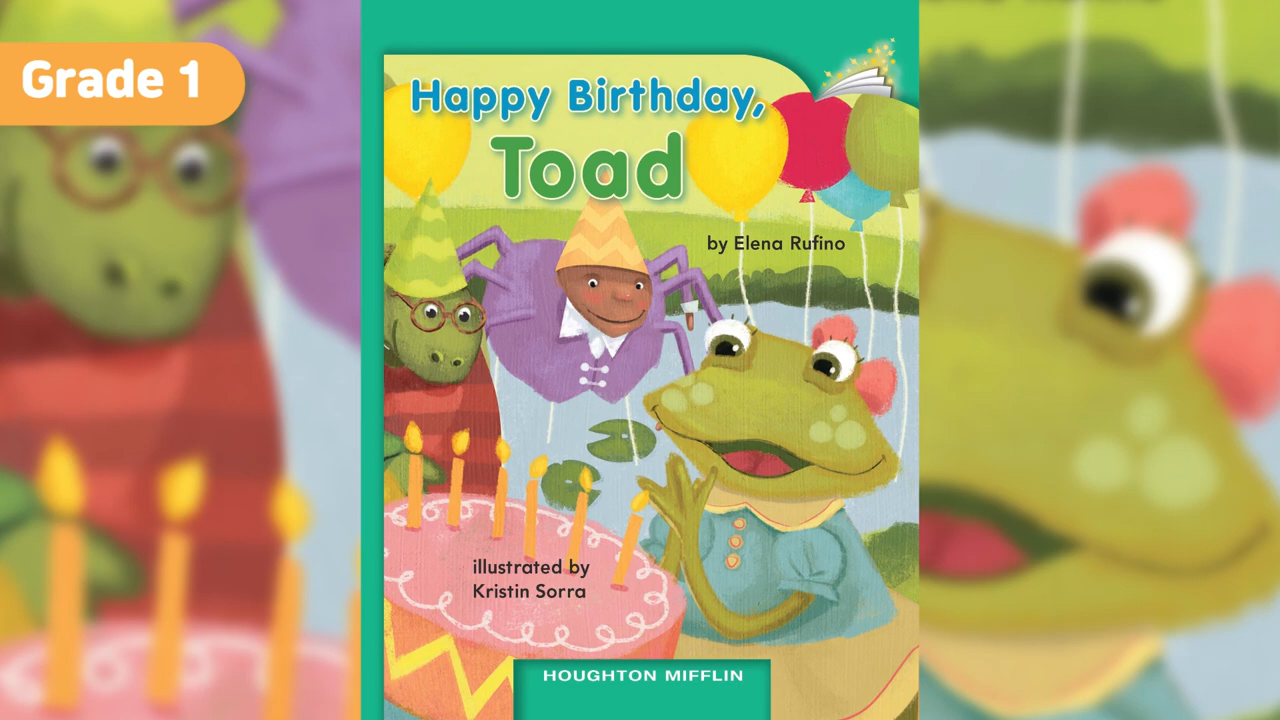 Grade 1
Happy Birthday,
Toad
by Elena Rufino
illustrated by
Kristin Sorra
HOUGHTON MIFFLIN